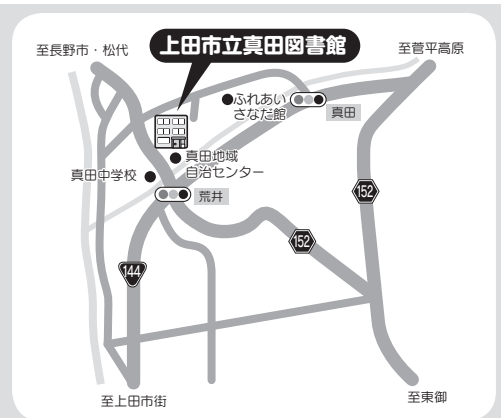 上田市立真田図書館
至長野市・松代
至菅平高原
ふれあい
さなだ館
真田
真田地域
自治センター
真田中学校
荒井
152
152
144
至上田市街
至東御